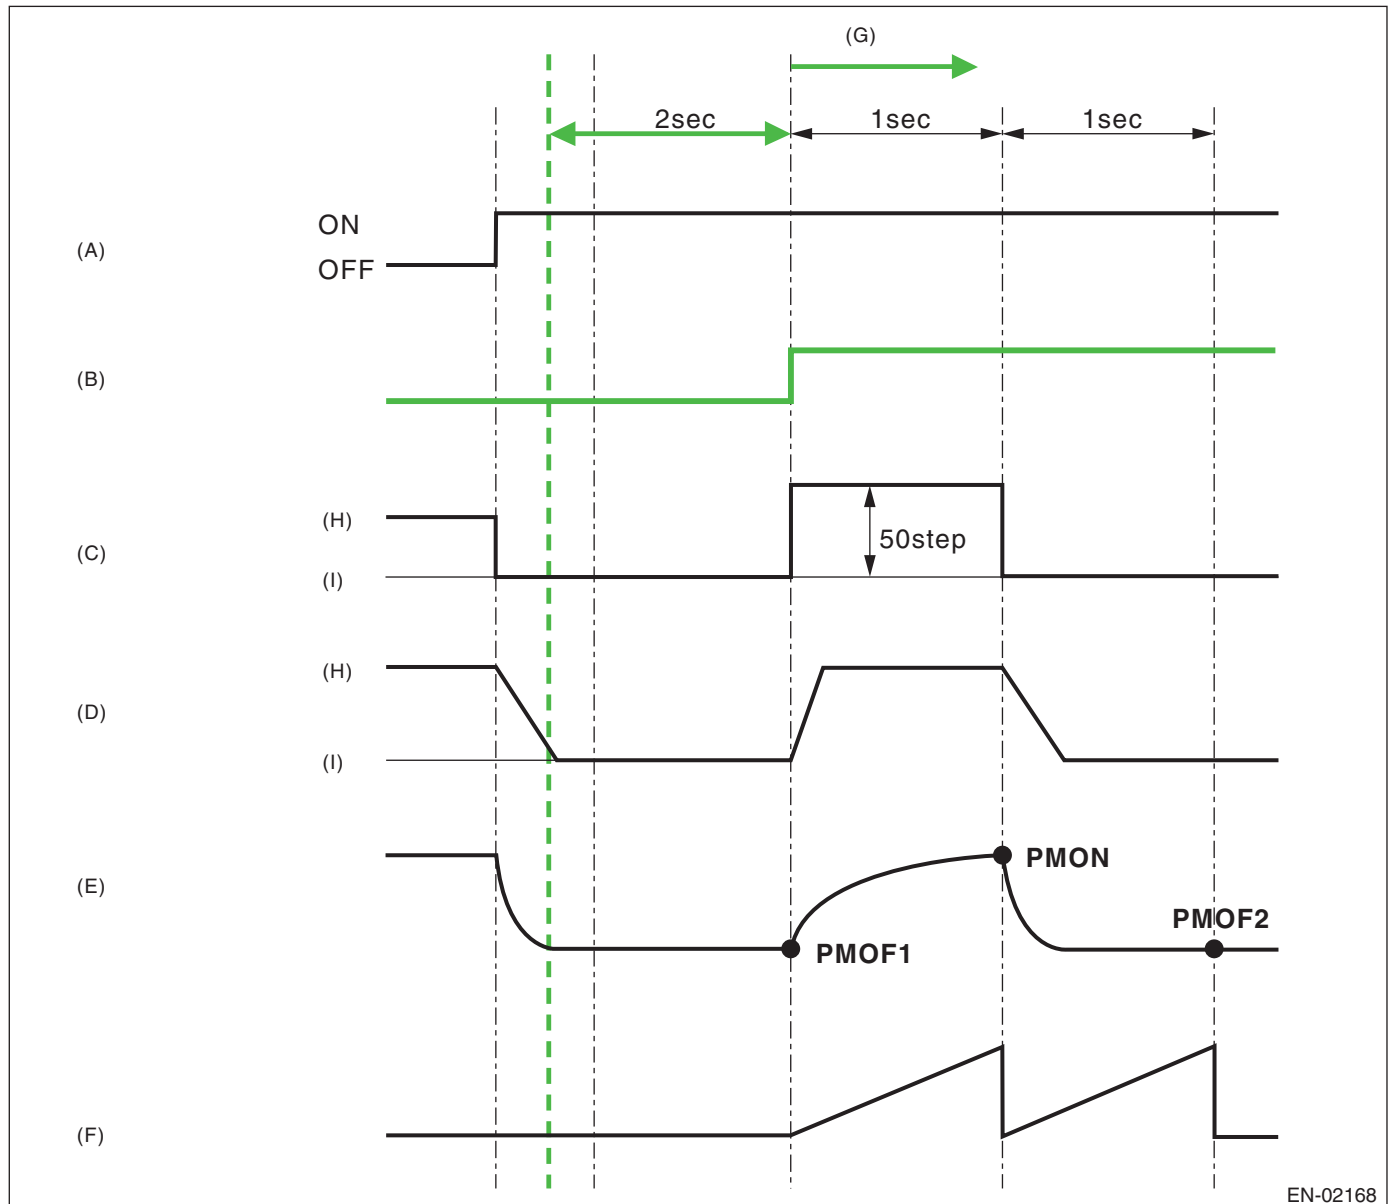 (G)
2sec 1sec 1sec
ON
(A)
OFF
(B)
(H)
50step
(C)
(I)
(H)
(D)
(I)
PMON
(E)
PMOF2
PMOF1
(F)
EN-02168